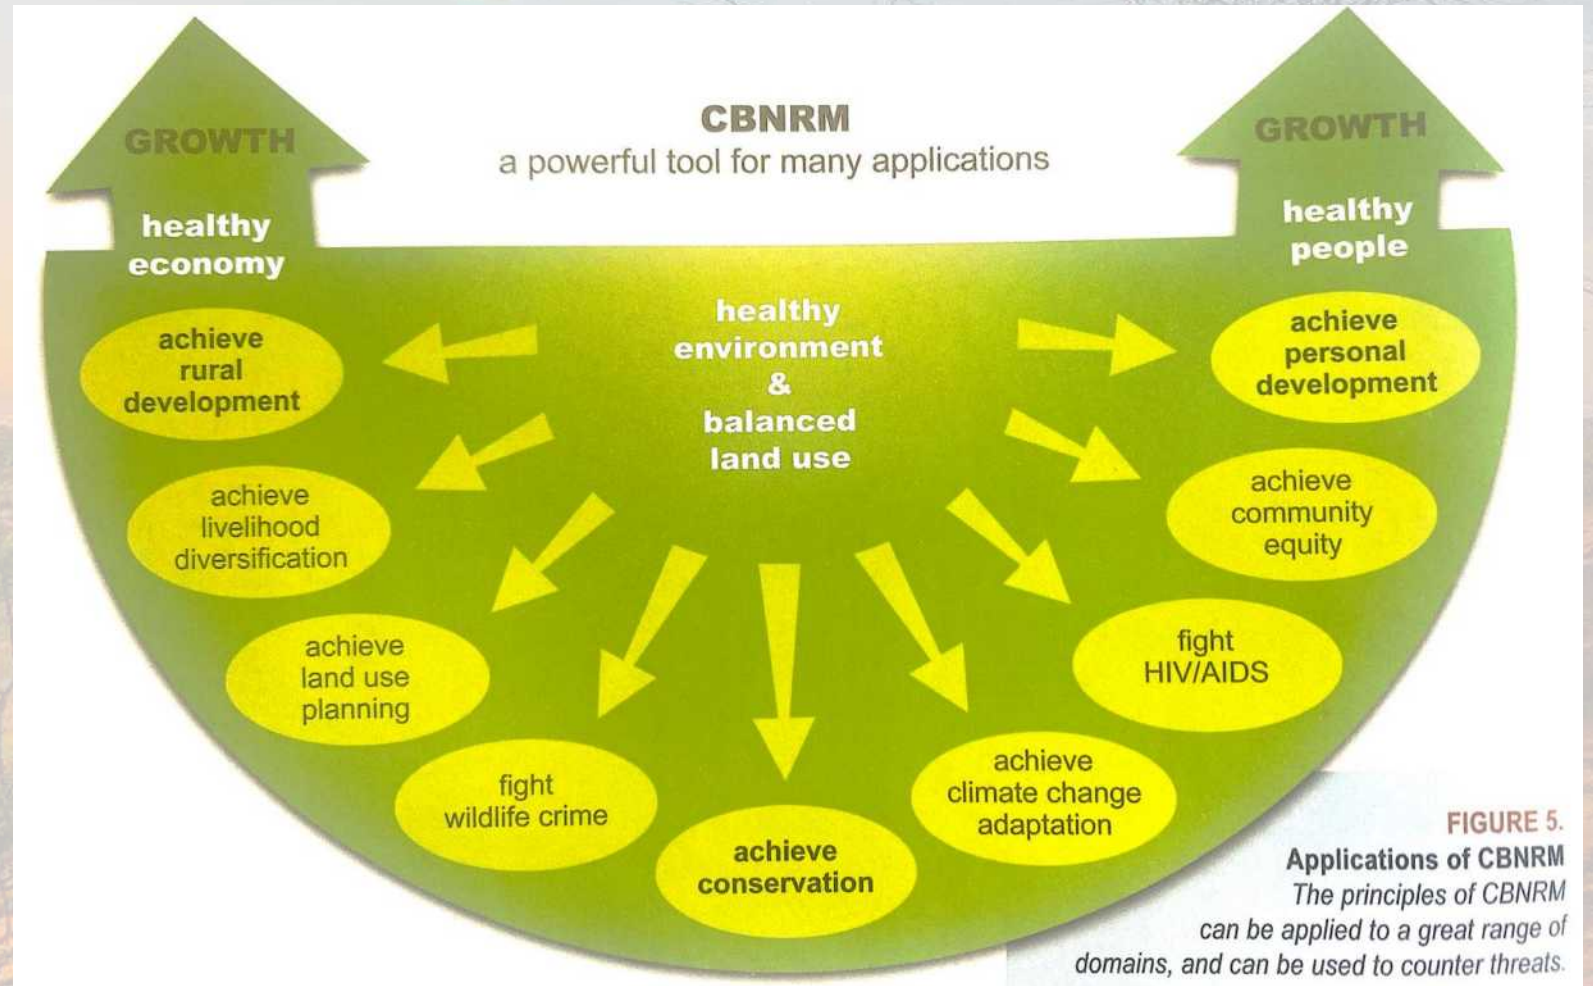 CBNRM
a powerful tool for many applications
GROWTH
healthy
economy
GROWTH
healthy
people
healthy
environment
&
balanced
land use
achieve
rural
development
achieve
livelihood
diversification
achieve
land use
planning
fight
wildlife crime
achieve
conservation
achieve
climate change
adaptation
fight
HIV/AIDS
achieve
community
equity
achieve
personal
development
FIGURE 5.
Applications of CBNRM
The principles of CBNRM
can be applied to a great range of
domains, and can be used to counter threats.